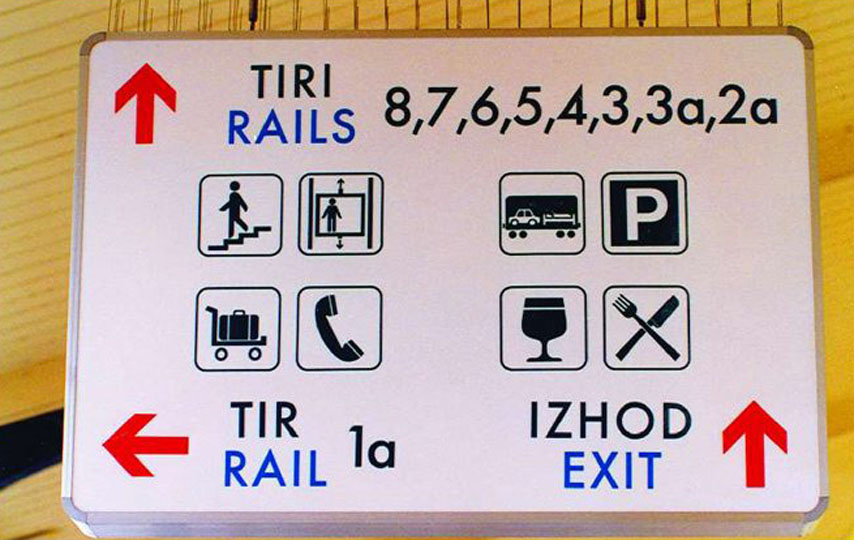 TIRI
RAILS
8,7,6,5,4,3,3a,2a
P
TIR
RAIL
1a
IZHOD
EXIT